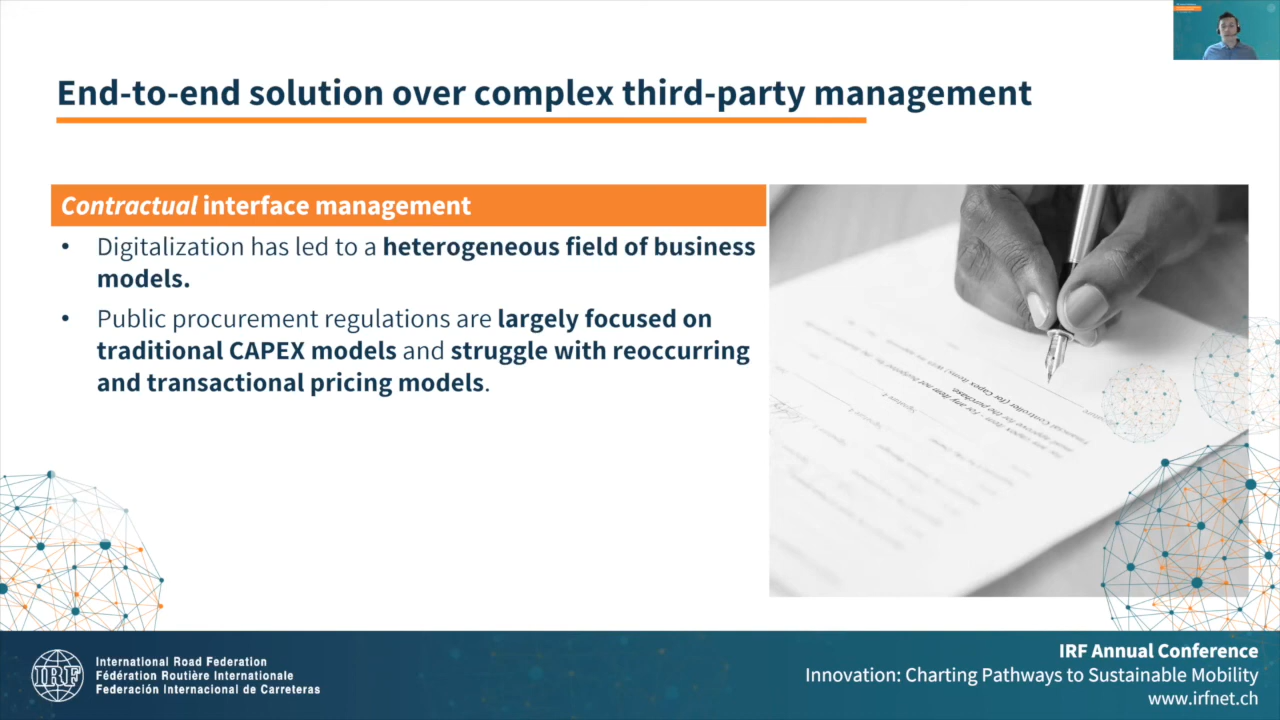 End-to-end solution over complex third-party management
Contractual interface management
• Digitalization has led to a heterogeneous field of business
models.
• Public procurement regulations are largely focused on
traditional CAPEX models and struggle with reoccurring
and transactional pricing models.
IRF
International Road Federation
Fédération Routière Internationale
Federación Internacional de Carreteras
IRF Annual Conference
Innovation: Charting Pathways to Sustainable Mobility
www.irfnet.ch